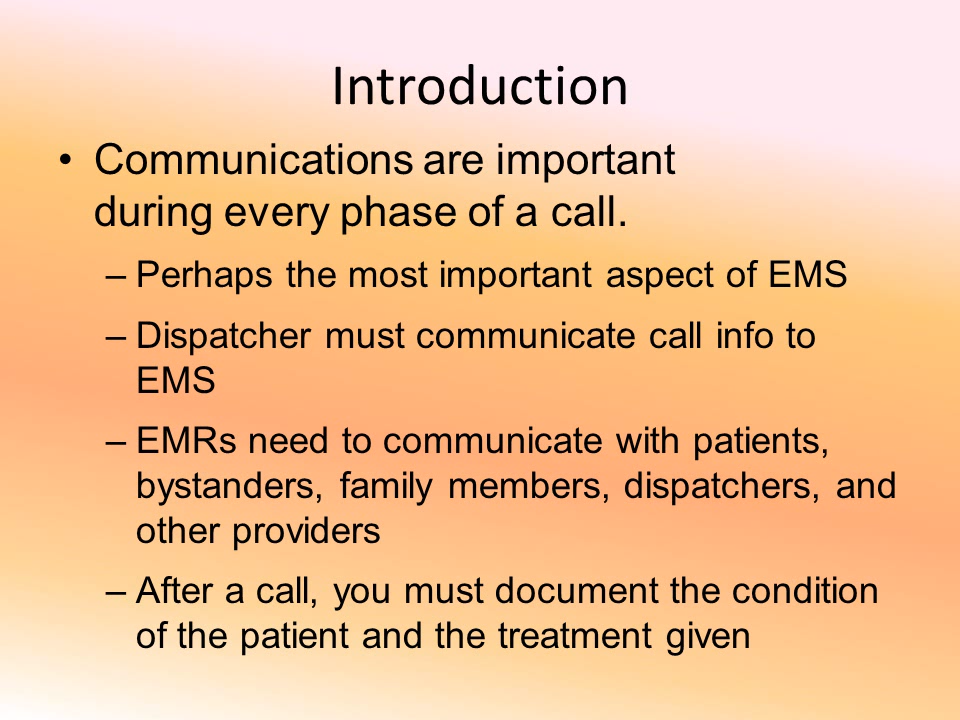 Introduction
• Communications are important
during every phase of a call.
– Perhaps the most important aspect of EMS
– Dispatcher must communicate call info to
EMS
– EMRs need to communicate with patients,
bystanders, family members, dispatchers, and
other providers
– After a call, you must document the condition
of the patient and the treatment given